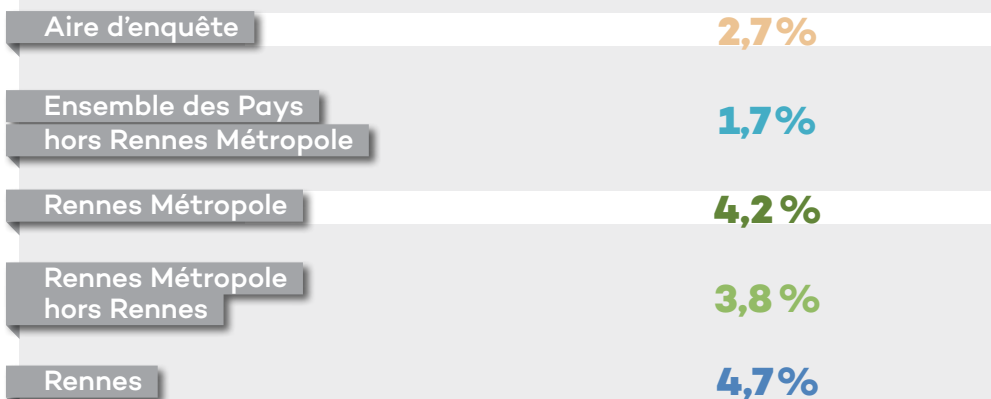 Aire d'enquête 2,7%
Ensemble des Pays
hors Rennes Métropole 1,7%
Rennes Métropole 4,2 %
Rennes Métropole
hors Rennes 3,8 %
Rennes 4,7%